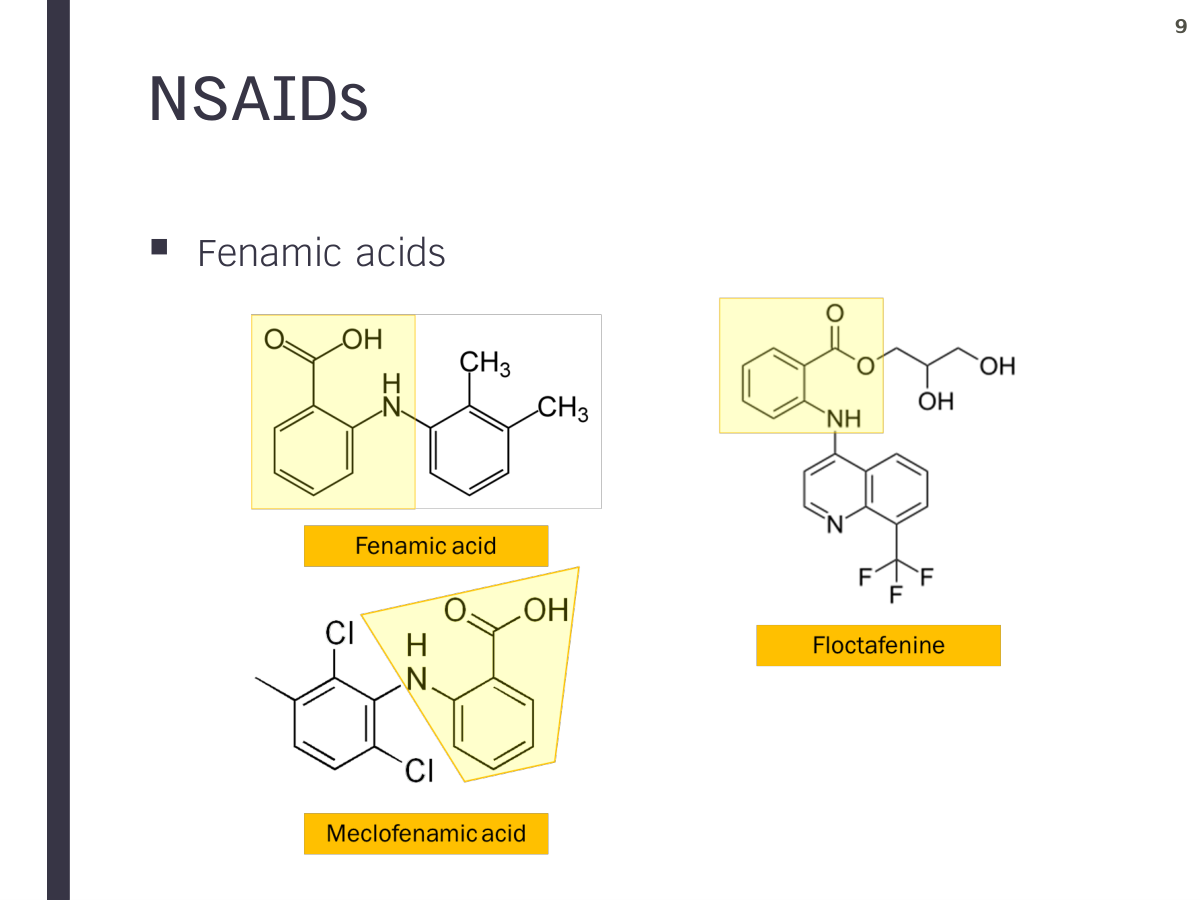 9
NSAIDs
▪ Fenamic acids
O
OH
H
N
CH3
CH3
Fenamic acid
O
OH
H
N
Cl
Cl
Meclofenamic acid
O
O
OH
OH
NH
N
F
F
F
Floctafenine